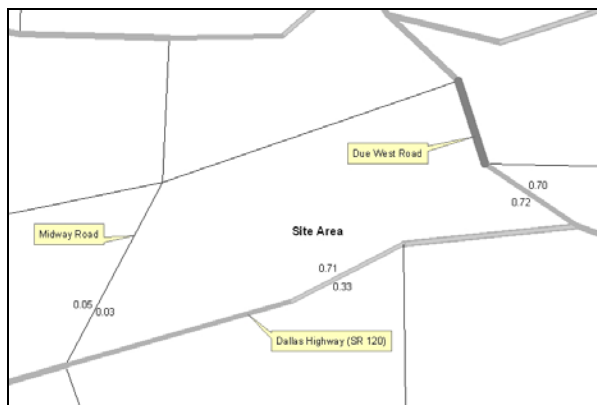 Due West Road
0.70
0.72
Midway Road
Site Area
0.71
0.33
0.05
0.03
Dallas Highway (SR 120)